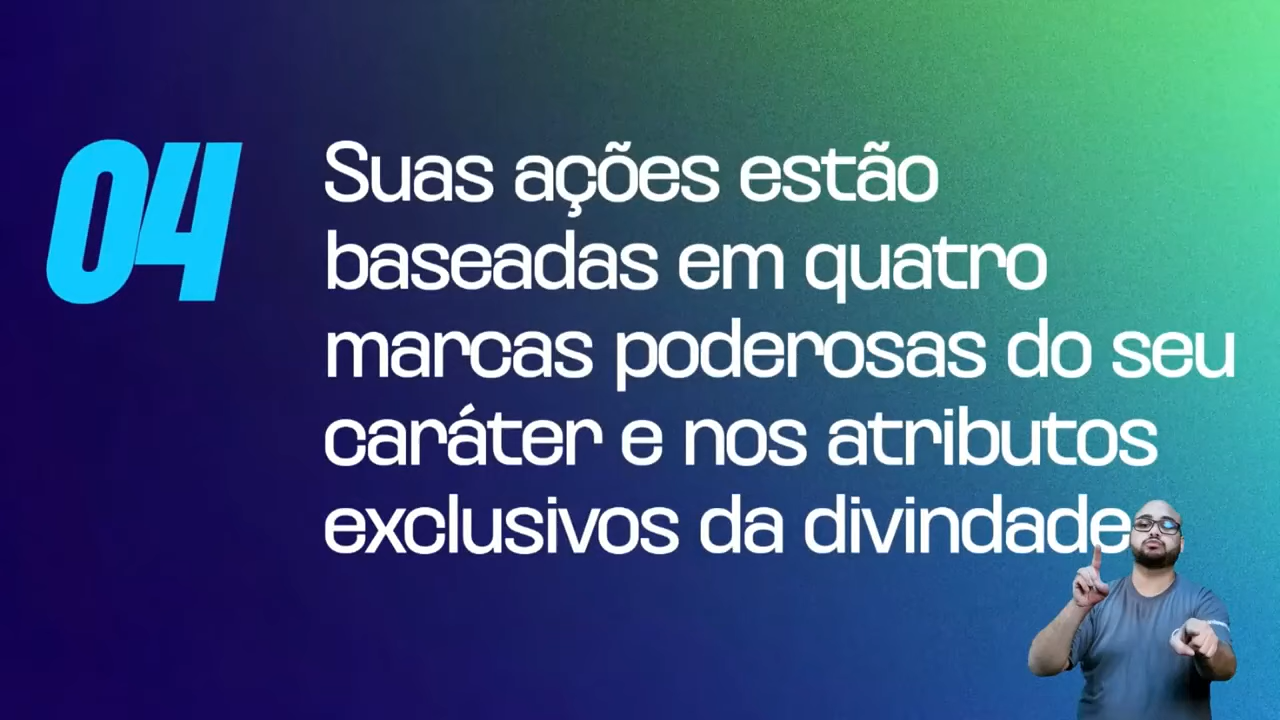 04
Suas ações estão
baseadas em quatro
marcas poderosas do seu
caráter e nos atributos
exclusivos da divindade